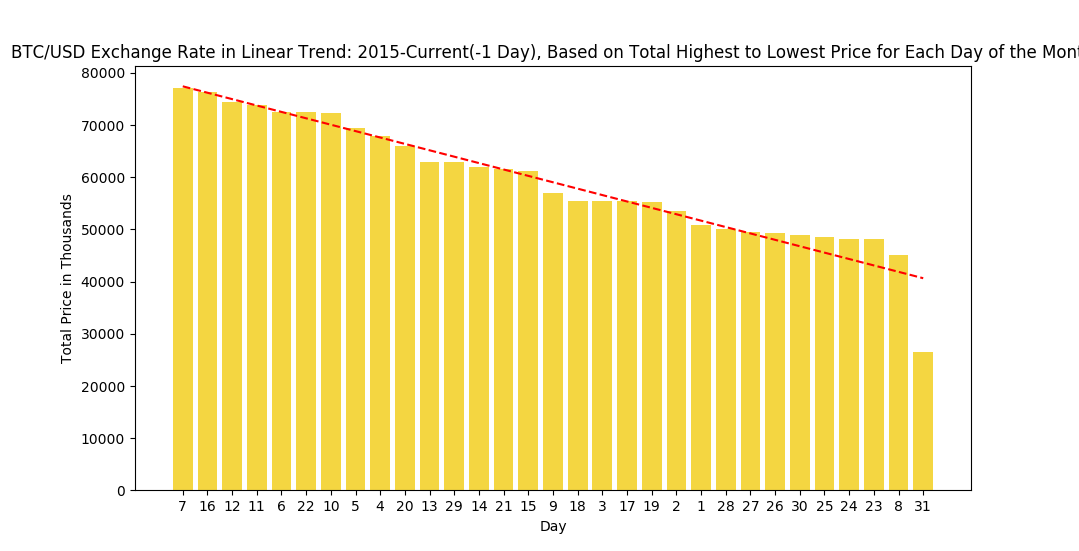 BTC/USD Exchange Rate in Linear Trend: 2015-Current(-1 Day), Based on Total Highest to Lowest Price for Each Day of the Mon
80000
70000
60000
50000
40000
30000
20000
10000
0
Total Price in Thousands
7 16 12 11 6 22 10 5 4 20 13 29 14 21 15 9 18 3 17 19 2 1 28 27 26 30 25 24 23 8 31
Day